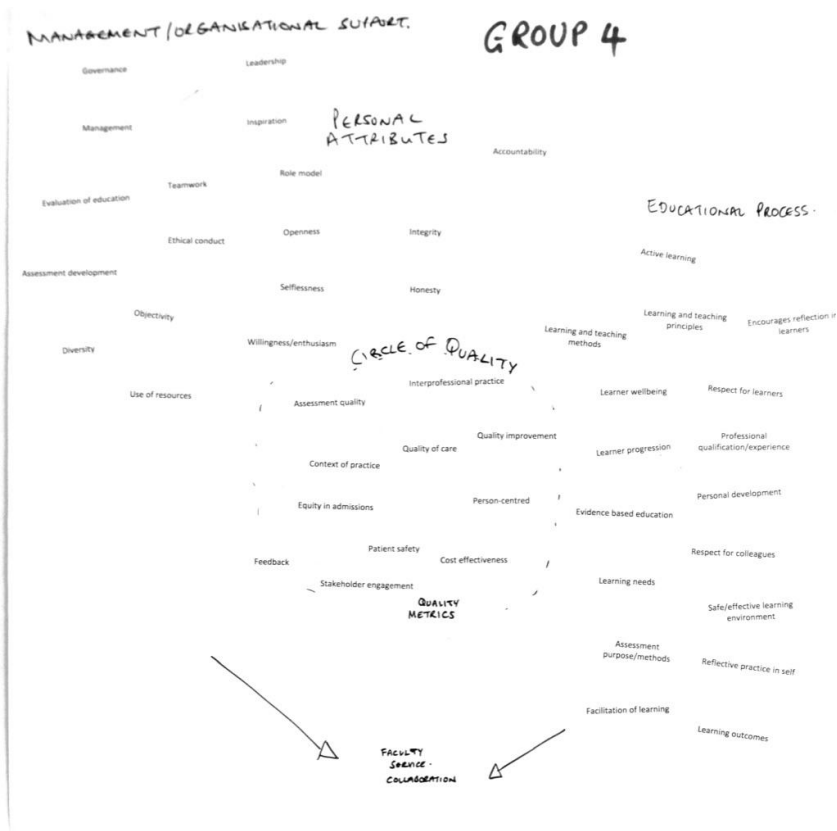 MANAGEMENT/ORGANISATIONAL SUPPORT.
GROUP 4
Governance
Leadership
Management
Inspiration
PERSONAL
ATTRIBUTES
Accountability
Evaluation of education
Teamwork
Role model
EDUCATIONAL PROCESS.
Ethical conduct
Openness
Integrity
Active learning
Assessment development
Selflessness
Honesty
Objectivity
Learning and teaching
methods
Learning and teaching
principles
Encourages reflection in
learners
Diversity
Willingness/enthusiasm
CIRCLE OF QUALITY
Use of resources
Assessment quality
Interprofessional practice
Learner wellbeing
Respect for learners
Quality improvement
Quality of care
Context of practice
Learner progression
Professional
qualification/experience
Equity in admissions
Person-centred
Evidence based education
Personal development
Feedback
Patient safety
Cost effectiveness
Respect for colleagues
Stakeholder engagement
Learning needs
QUALITY
METRICS
Safe/effective learning
environment
Assessment
purpose/methods
Reflective practice in self
Facilitation of learning
Learning outcomes
FACULTY
SERVICE.
COLLABORATION